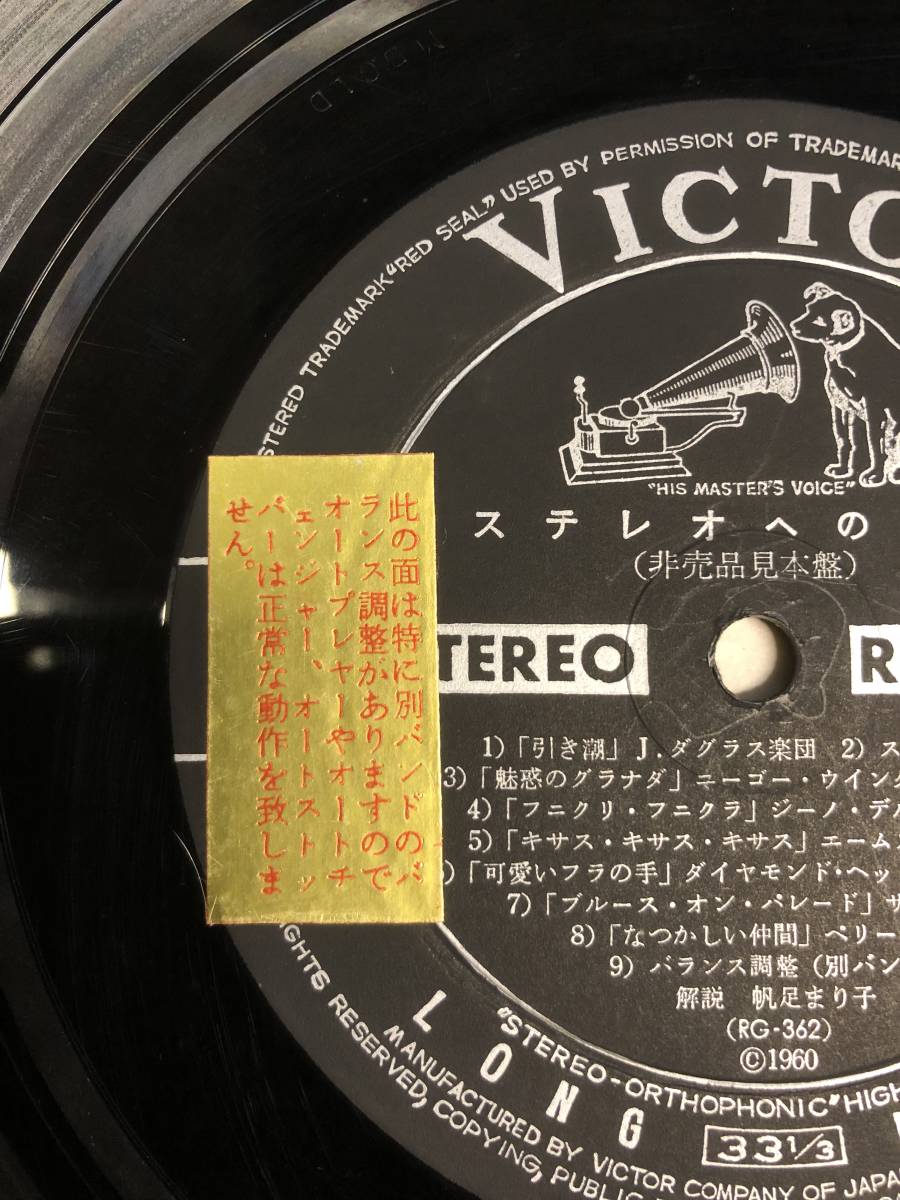 M3OLD
STERED TRADEMARK "RED SEAL" USED BY PERMISSION OF TRADEMARK
VICTO
"HIS MASTER'S VOICE"
ステレオへの
(非売品見本盤)
TEREO
R
此の面は特に別バンドのバ
ランス調整がありますので
オートプレヤーやオートチ
ェンジャー、オートストッ
パーは正常な動作を致しま
せん。
1)「引き潮」J.ダグラス楽団 2) ス
3)「魅惑のグラナダ」ニーゴー・ウインタ
4)「フニクリ・フニクラ」ジーノ・デル
5)「キサス・キサス・キサス」エームス
)「可愛いフラの手」ダイヤモンド・ヘッ
7)「ブルース・オン・パレード」ザ
8)「なつかしい仲間」ペリー
9) バランス調整 (別バン
解説 帆足まり子
(RG-362)
©1960
"STEREO-ORTHOPHONIC" HIGH
LONG
33 1/3
MANUFACTURED BY VICTOR COMPANY OF JAPAN
IGHTS RESERVED, COPYING, PUBLIC